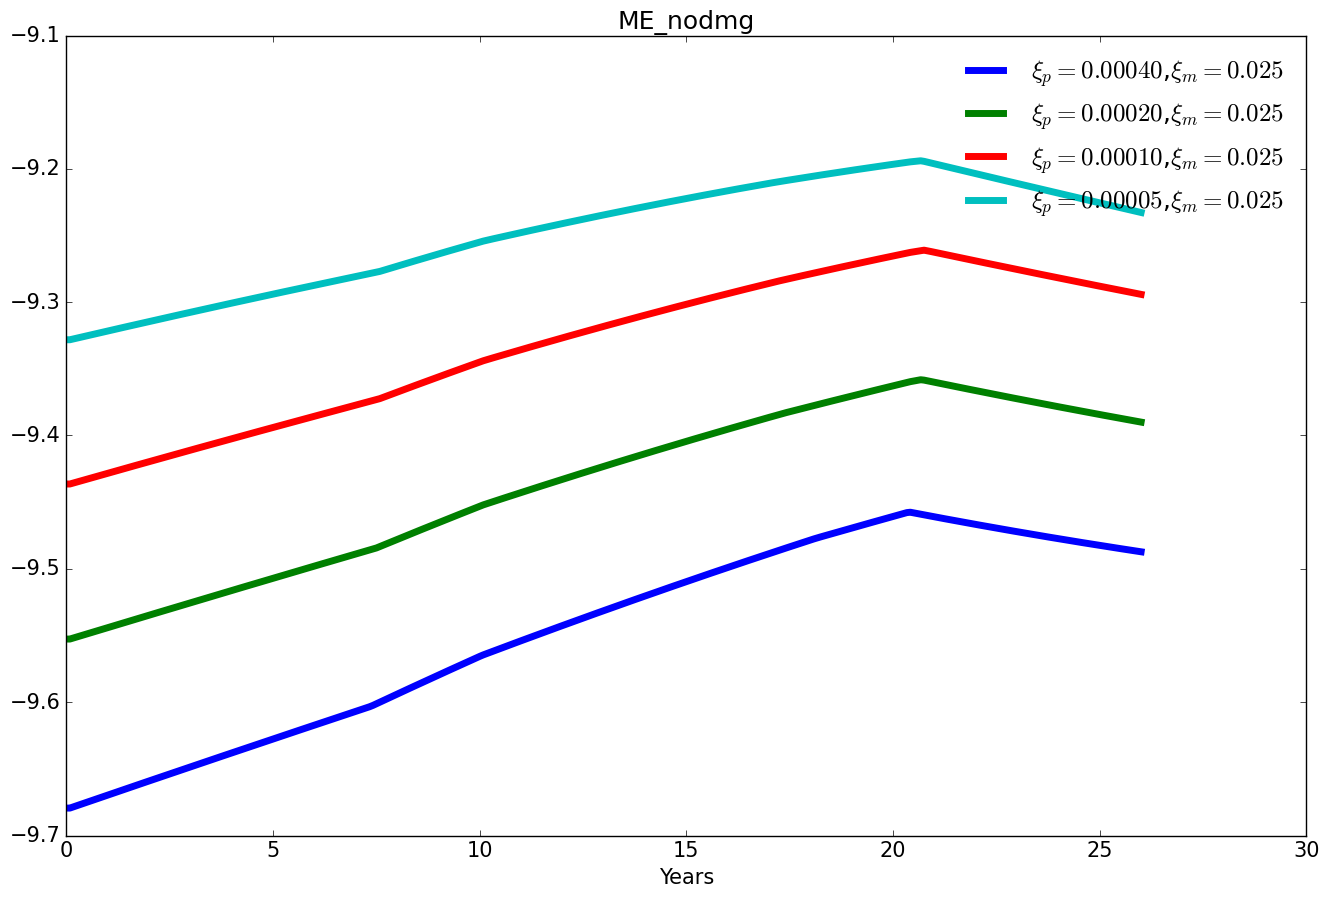 ME_nodmg
−9.1
−9.2
−9.3
−9.4
−9.5
−9.6
−9.7
ξp = 0.00040,ξm = 0.025
ξp = 0.00020,ξm = 0.025
ξp = 0.00010,ξm = 0.025
ξp = 0.00005,ξm = 0.025
0 5 10 15 20 25 30
Years